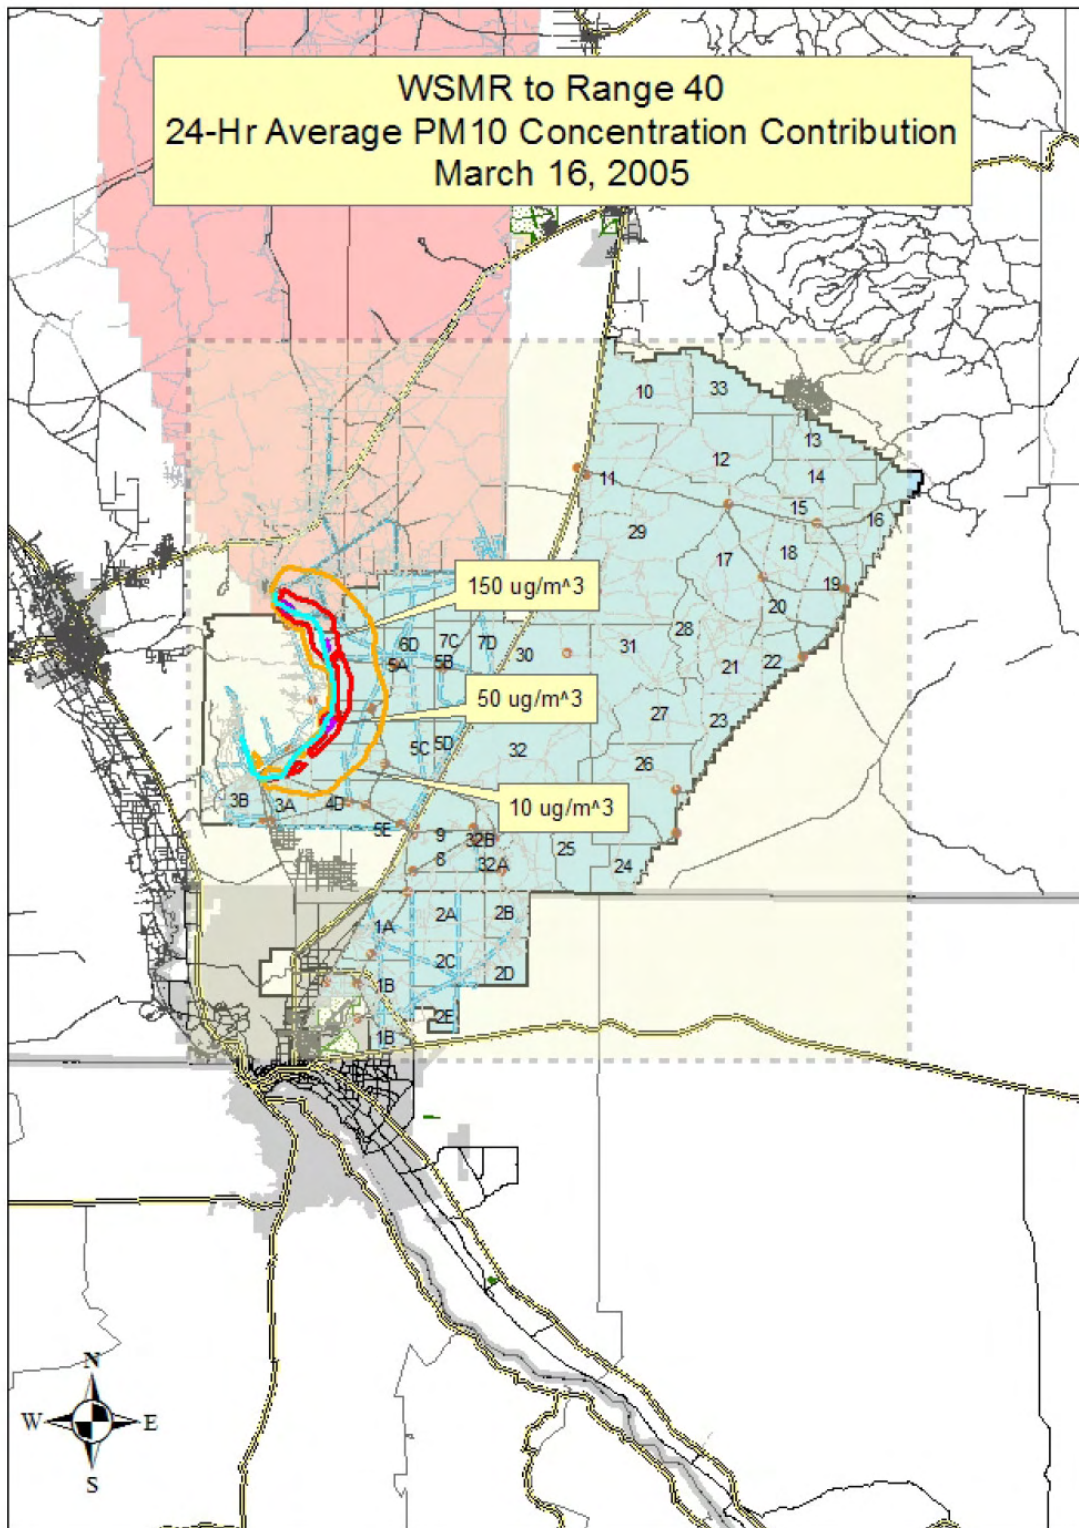 WSMR to Range 40
24-Hr Average PM10 Concentration Contribution
March 16, 2005
10
33
13
12
14
11
15
16
29
17
18
19
150 ug/m^3
20
28
6D
7C
7D
31
30
5A
5B
21
22
50 ug/m^3
27
23
5C
5D
32
26
3B
3A
4D
10 ug/m^3
5E
9
32B
25
8
32A
24
2A
2B
1A
2C
2D
1B
2E
1B
N
W
E
S